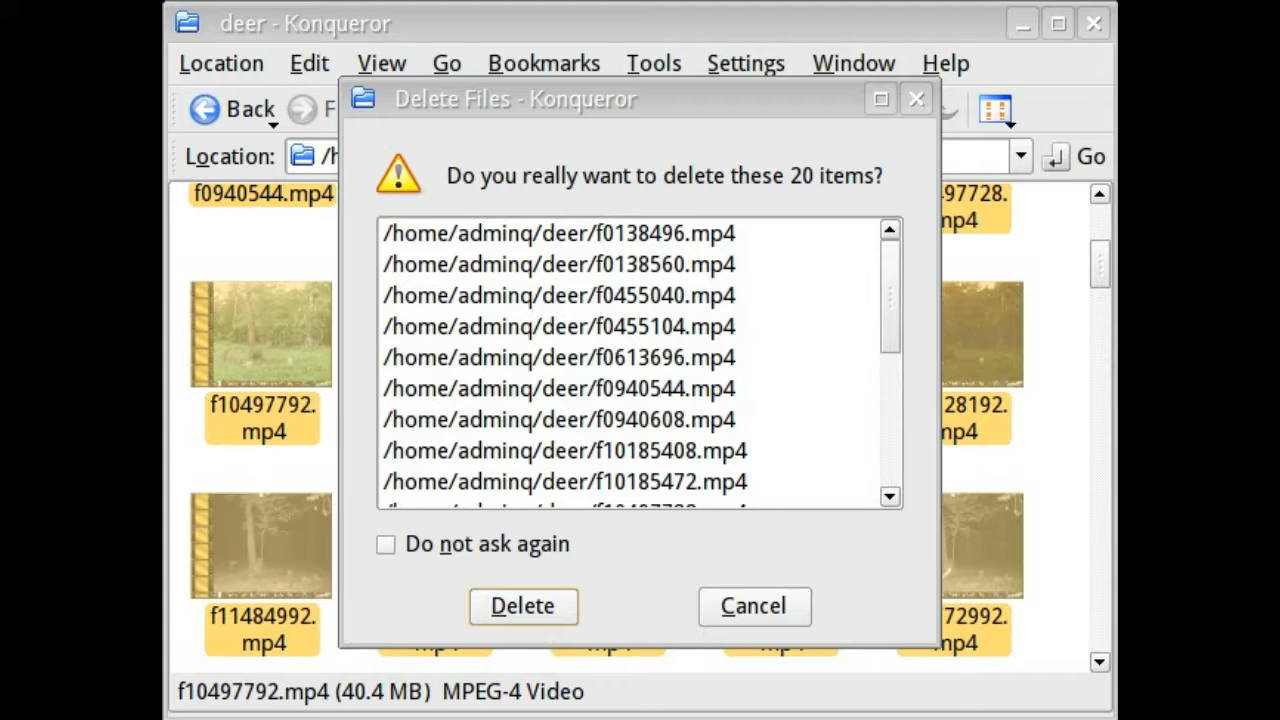 deer - Konqueror
Location Edit View Go Bookmarks Tools Settings Window Help
Delete Files - Konqueror
Back F
Location: /h Go
Do you really want to delete these 20 items?
/home/adminq/deer/f0138496.mp4
/home/adminq/deer/f0138560.mp4
/home/adminq/deer/f0455040.mp4
/home/adminq/deer/f0455104.mp4
/home/adminq/deer/f0613696.mp4
/home/adminq/deer/f0940544.mp4
/home/adminq/deer/f0940608.mp4
/home/adminq/deer/f10185408.mp4
/home/adminq/deer/f10185472.mp4
Do not ask again
Delete Cancel
f0940544.mp4
97728.
mp4
f10497792.
mp4
28192.
mp4
f11484992.
mp4
72992.
mp4
f10497792.mp4 (40.4 MB) MPEG-4 Video